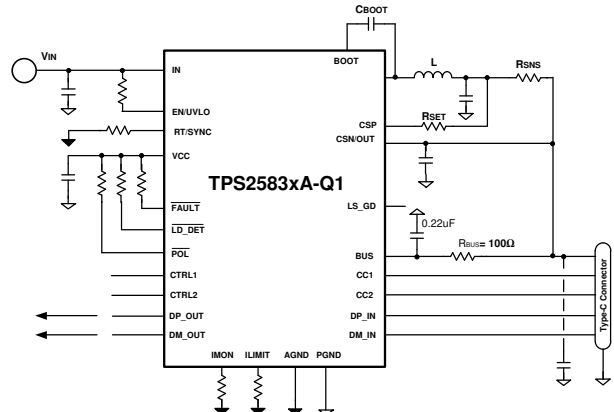 CBOOT
VIN
BOOT
L
RSNS
IN
EN/UVLO
RT/SYNC
CSP
RSET
CSN/OUT
VCC
TPS2583xA-Q1
FAULT
LS_GD
0.22uF
LD_DET
POL
BUS
RBUS= 100Ω
CTRL1
CC1
CTRL2
CC2
DP_OUT
DP_IN
DM_OUT
DM_IN
Type-C Connector
IMON
ILIMIT
AGND
PGND